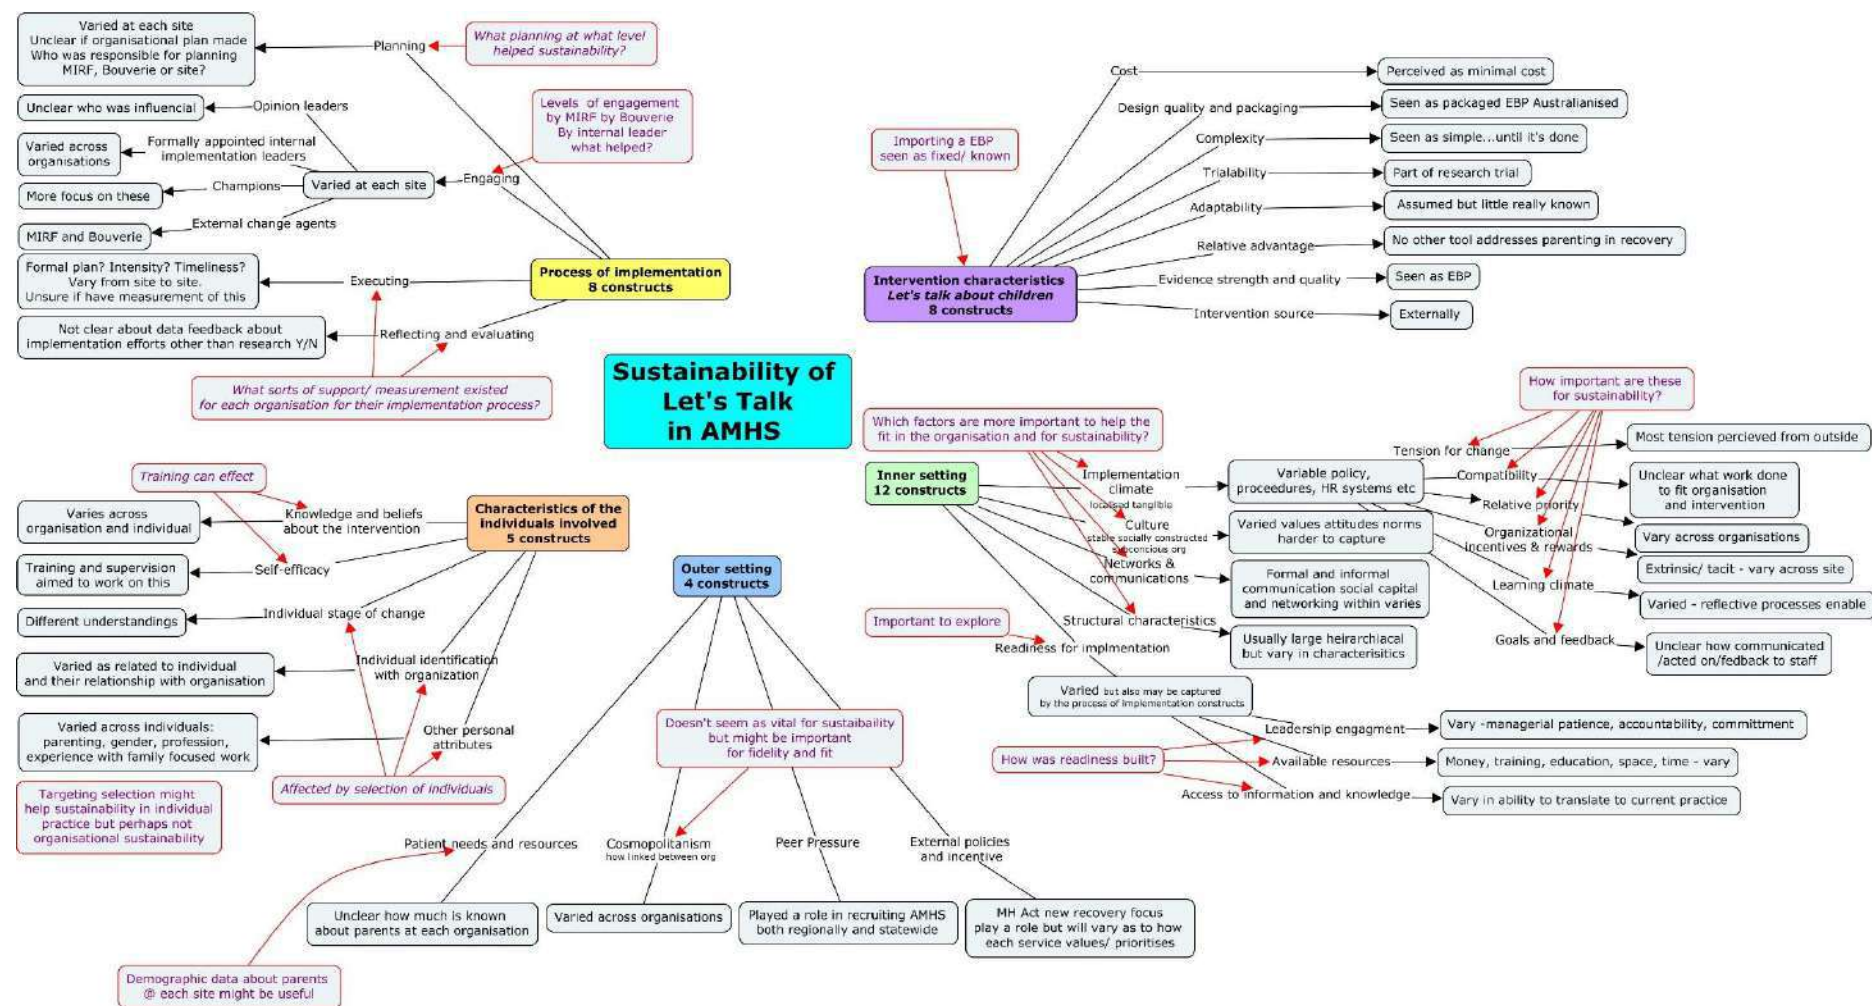 Varied at each site
Unclear if organisational plan made
Who was responsible for planning
MIRF, Bouverie or site?
Planning
What planning at what level
helped sustainability?
Unclear who was influencial
Opinion leaders
Levels of engagement
by MIRF by Bouverie
By internal leader
what helped?
Varied across
organisations
Formally appointed internal
implementation leaders
More focus on these
Champions
Varied at each site
Engaging
External change agents
MIRF and Bouverie
Formal plan? Intensity? Timeliness?
Vary from site to site.
Unsure if have measurement of this
Executing
Process of implementation
8 constructs
Not clear about data feedback about
implementation efforts other than research Y/N
Reflecting and evaluating
What sorts of support/ measurement existed
for each organisation for their implementation process?
Cost
Perceived as minimal cost
Design quality and packaging
Seen as packaged EBP Australianised
Importing a EBP
seen as fixed/ known
Complexity
Seen as simple...until it's done
Trialability
Part of research trial
Adaptability
Assumed but little really known
Relative advantage
No other tool addresses parenting in recovery
Intervention characteristics
Let's talk about children
8 constructs
Evidence strength and quality
Seen as EBP
Intervention source
Externally
Sustainability of
Let's Talk
in AMHS
Which factors are more important to help the
fit in the organisation and for sustainability?
How important are these
for sustainability?
Inner setting
12 constructs
Implementation
climate
localised tangible
Variable policy,
proceedures, HR systems etc
Tension for change
Most tension percieved from outside
Compatibility
Unclear what work done
to fit organisation
and intervention
Relative priority
Vary across organisations
Culture
stable socially constructed
subconcious org
Varied values attitudes norms
harder to capture
Organizational
incentives & rewards
Extrinsic/ tacit - vary across site
Networks &
communications
Formal and informal
communication social capital
and networking within varies
Learning climate
Varied - reflective processes enable
Structural characteristics
Usually large heirarchiacal
but vary in characterisitics
Goals and feedback
Unclear how communicated
/acted on/fedback to staff
Important to explore
Readiness for implmentation
Varied but also may be captured
by the process of implementation constructs
Leadership engagment
Vary -managerial patience, accountability, committment
How was readiness built?
Available resources
Money, training, education, space, time - vary
Access to information and knowledge
Vary in ability to translate to current practice
Training can effect
Varies across
organisation and individual
Knowledge and beliefs
about the intervention
Characteristics of the
individuals involved
5 constructs
Training and supervision
aimed to work on this
Self-efficacy
Different understandings
Individual stage of change
Varied as related to individual
and their relationship with organisation
Individual identification
with organization
Varied across individuals:
parenting, gender, profession,
experience with family focused work
Other personal
attributes
Affected by selection of individuals
Targeting selection might
help sustainability in individual
practice but perhaps not
organisational sustainability
Outer setting
4 constructs
Doesn't seem as vital for sustaibaility
but might be important
for fidelity and fit
Patient needs and resources
Cosmopolitanism
how linked between org
Peer Pressure
External policies
and incentive
Unclear how much is known
about parents at each organisation
Varied across organisations
Played a role in recruiting AMHS
both regionally and statewide
MH Act new recovery focus
play a role but will vary as to how
each service values/ prioritises
Demographic data about parents
@ each site might be useful